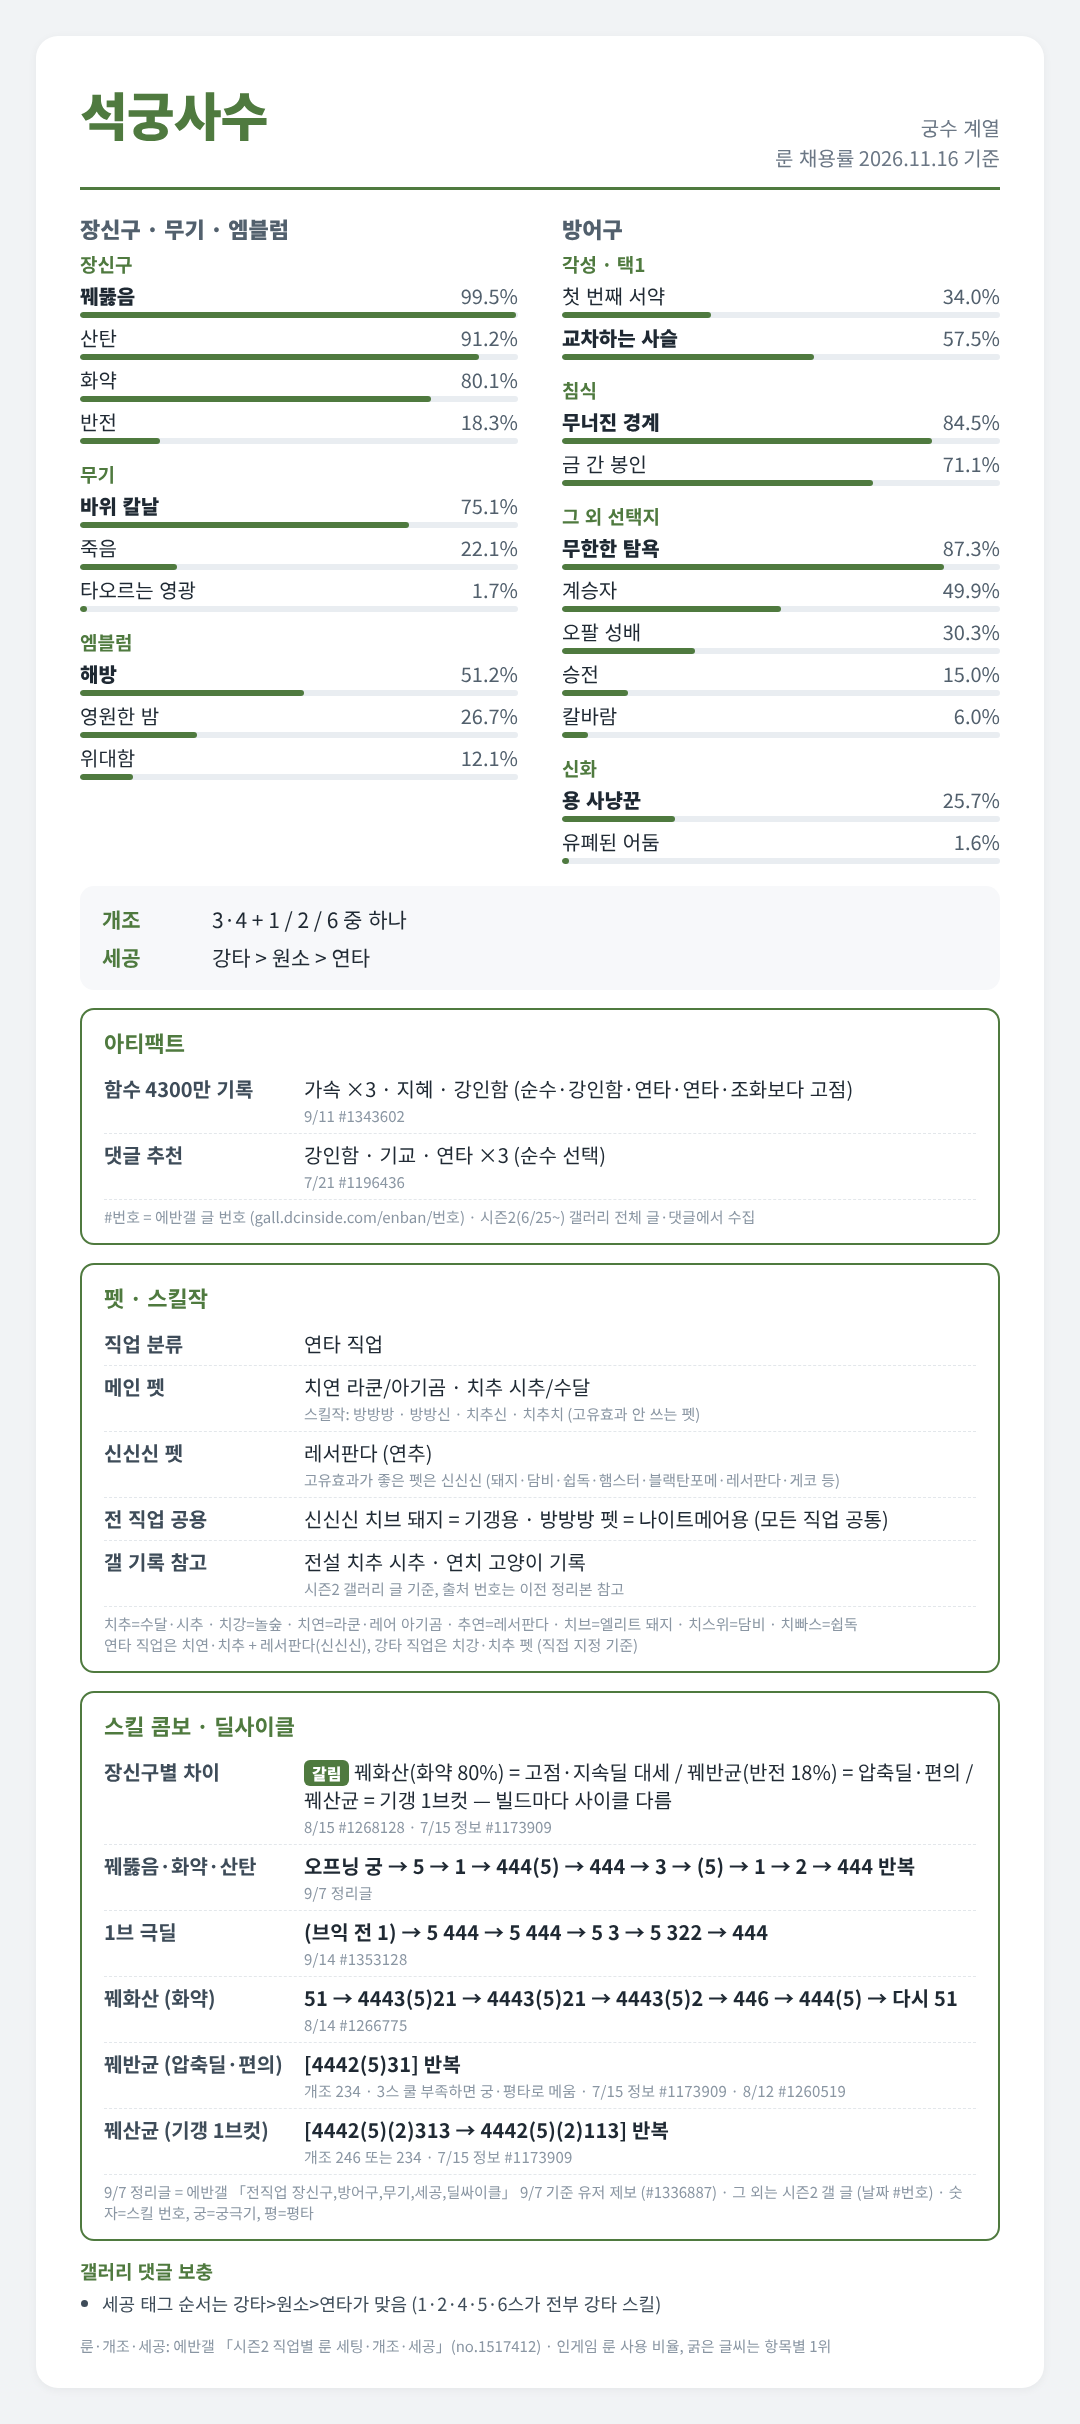 석궁사수
궁수 계열
룬 채용률 2026.11.16 기준
장신구 · 무기 · 엠블럼
장신구
꿰뚫음 99.5%
산탄 91.2%
화약 80.1%
반전 18.3%
무기
바위 칼날 75.1%
죽음 22.1%
타오르는 영광 1.7%
엠블럼
해방 51.2%
영원한 밤 26.7%
위대함 12.1%
방어구
각성 · 택1
첫 번째 서약 34.0%
교차하는 사슬 57.5%
침식
무너진 경계 84.5%
금 간 봉인 71.1%
그 외 선택지
무한한 탐욕 87.3%
계승자 49.9%
오팔 성배 30.3%
승전 15.0%
칼바람 6.0%
신화
용 사냥꾼 25.7%
유폐된 어둠 1.6%
개조 3·4 + 1 / 2 / 6 중 하나
세공 강타 > 원소 > 연타
아티팩트
함수 4300만 기록 가속 ×3 · 지혜 · 강인함 (순수·강인함·연타·연타·조화보다 고점)
9/11 #1343602
댓글 추천 강인함 · 기교 · 연타 ×3 (순수 선택)
7/21 #1196436
#번호 = 에반갤 글 번호 (gall.dcinside.com/enban/번호) · 시즌2(6/25~) 갤러리 전체 글·댓글에서 수집
펫 · 스킬작
직업 분류 연타 직업
메인 펫 치연 라쿤/아기곰 · 치추 시추/수달
스킬작: 방방방 · 방방신 · 치추신 · 치추치 (고유효과 안 쓰는 펫)
신신신 펫 레서판다 (연추)
고유효과가 좋은 펫은 신신신 (돼지·담비·쉽독·햄스터·블랙탄포메·레서판다·게코 등)
전 직업 공용 신신신 치브 돼지 = 기갱용 · 방방방 펫 = 나이트메어용 (모든 직업 공통)
갤 기록 참고 전설 치추 시추 · 연치 고양이 기록
시즌2 갤러리 글 기준, 출처 번호는 이전 정리본 참고
치추=수달·시추 · 치강=놀숲 · 치연=라쿤·레어 아기곰 · 추연=레서판다 · 치브=엘리트 돼지 · 치스위=담비 · 치빠스=쉽독
연타 직업은 치연·치추 + 레서판다(신신신), 강타 직업은 치강·치추 펫 (직접 지정 기준)
스킬 콤보 · 딜사이클
장신구별 차이 갈림 꿰화산(화약 80%) = 고점·지속딜 대세 / 꿰반균(반전 18%) = 압축딜·편의 /
꿰산균 = 기갱 1브컷 — 빌드마다 사이클 다름
8/15 #1268128 · 7/15 정보 #1173909
꿰뚫음·화약·산탄 오프닝 궁 → 5 → 1 → 444(5) → 444 → 3 → (5) → 1 → 2 → 444 반복
9/7 정리글
1브 극딜 (브익 전 1) → 5 444 → 5 444 → 5 3 → 5 322 → 444
9/14 #1353128
꿰화산 (화약) 51 → 4443(5)21 → 4443(5)21 → 4443(5)2 → 446 → 444(5) → 다시 51
8/14 #1266775
꿰반균 (압축딜·편의) [4442(5)31] 반복
개조 234 · 3스 쿨 부족하면 궁·평타로 메움 · 7/15 정보 #1173909 · 8/12 #1260519
꿰산균 (기갱 1브컷) [4442(5)(2)313 → 4442(5)(2)113] 반복
개조 246 또는 234 · 7/15 정보 #1173909
9/7 정리글 = 에반갤 「전직업 장신구,방어구,무기,세공,딜싸이클」 9/7 기준 유저 제보 (#1336887) · 그 외는 시즌2 갤 글 (날짜 #번호) · 숫
자=스킬 번호, 궁=궁극기, 평=평타
갤러리 댓글 보충
• 세공 태그 순서는 강타>원소>연타가 맞음 (1·2·4·5·6스가 전부 강타 스킬)
룬·개조·세공: 에반갤 「시즌2 직업별 룬 세팅·개조·세공」(no.1517412) · 인게임 룬 사용 비율, 굵은 글씨는 항목별 1위